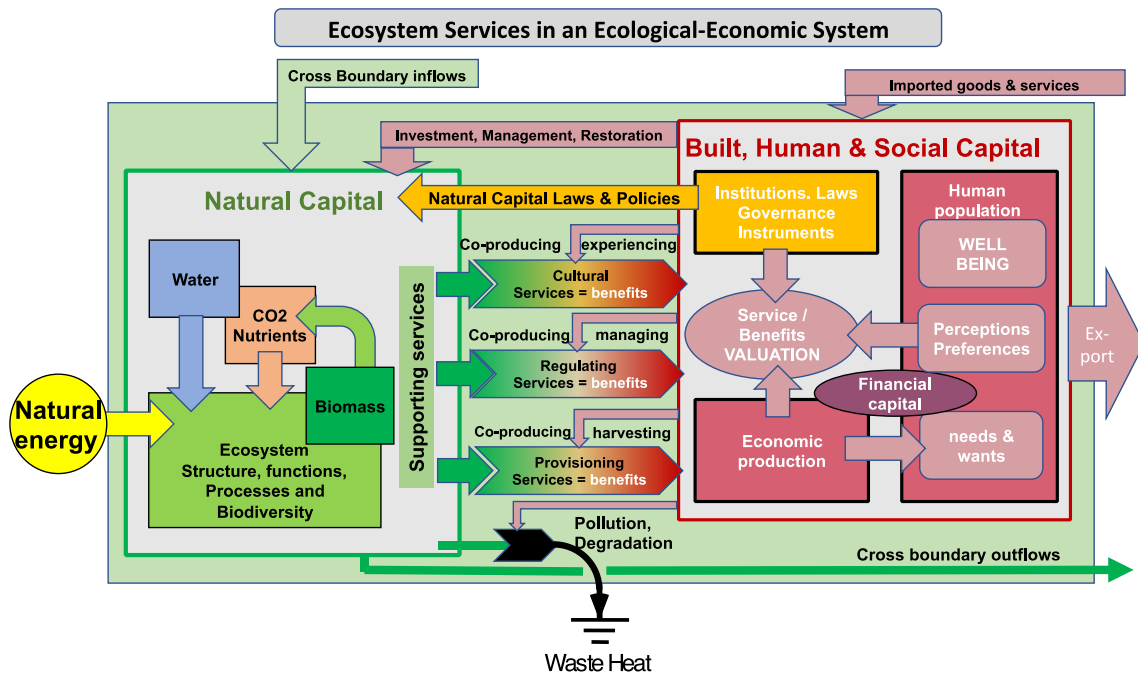 Ecosystem Services in an Ecological-Economic System
Cross Boundary inflows
Imported goods & services
Investment, Management, Restoration
Built, Human & Social Capital
Natural Capital
Natural Capital Laws & Policies
Institutions. Laws
Governance
Instruments
Human
population
WELL
BEING
Water
CO2
Nutrients
Biomass
Natural
energy
Ecosystem
Structure, functions,
Processes and
Biodiversity
Supporting services
Co-producing experiencing
Cultural
Services = benefits
Co-producing managing
Regulating
Services = benefits
Co-producing harvesting
Provisioning
Services = benefits
Service /
Benefits
VALUATION
Perceptions
Preferences
Financial
capital
Economic
production
needs &
wants
Ex-
port
Pollution,
Degradation
Cross boundary outflows
Waste Heat